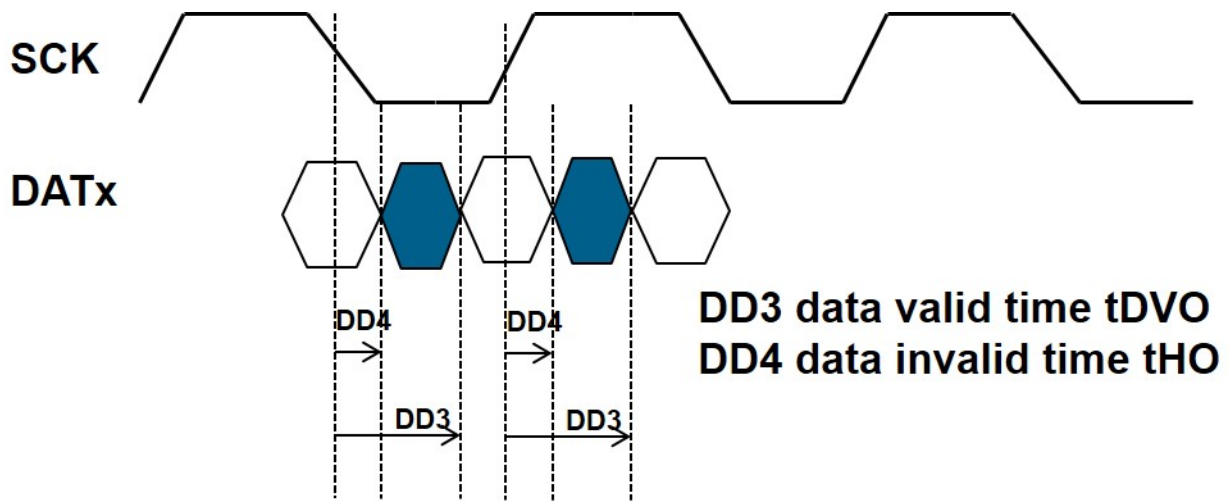 SCK
DATx
DD4
DD4
DD3
DD3
DD3 data valid time tDVO
DD4 data invalid time tHO